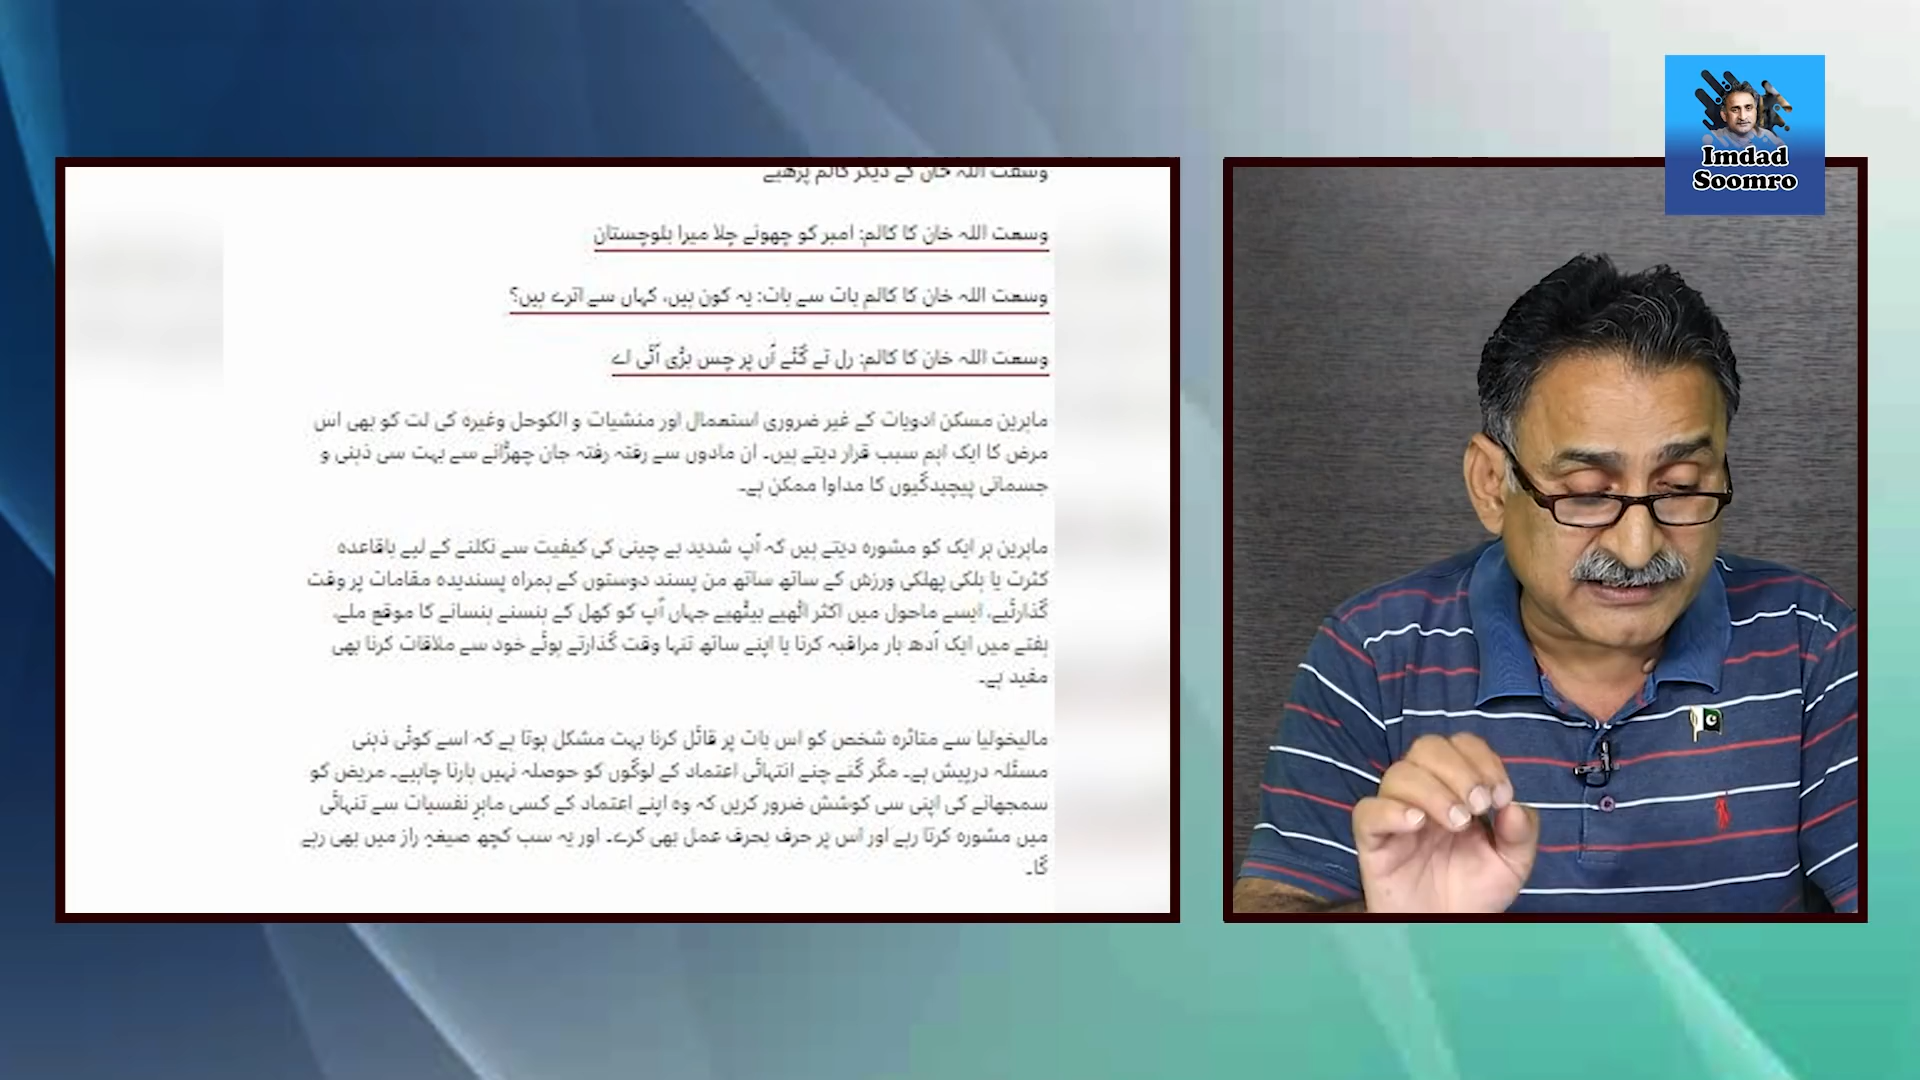 وسعت اللہ خان کے دیگر کالم پڑھیے
وسعت اللہ خان کا کالم: امبر کو چھونے چلا میرا بلوچستان
وسعت اللہ خان کا کالم بات سے بات: یہ کون ہیں، کہاں سے اترے ہیں؟
وسعت اللہ خان کا کالم: رل تے گئے آں پر چس بڑی آئی اے
ماہرین مسکن ادویات کے غیر ضروری استعمال اور منشیات و الکوحل وغیرہ کی لت کو بھی اس
مرض کا ایک اہم سبب قرار دیتے ہیں۔ ان مادوں سے رفتہ رفتہ جان چھڑانے سے بہت سی ذہنی و
جسمانی پیچیدگیوں کا مداوا ممکن ہے۔
ماہرین ہر ایک کو مشورہ دیتے ہیں کہ آپ شدید بے چینی کی کیفیت سے نکلنے کے لیے باقاعدہ
کثرت یا ہلکی پھلکی ورزش کے ساتھ ساتھ من پسند دوستوں کے ہمراہ پسندیدہ مقامات پر وقت
گذارئیے، ایسے ماحول میں اکثر اٹھیے بیٹھیے جہاں آپ کو کھل کے ہنسنے ہنسانے کا موقع ملے،
ہفتے میں ایک آدھ بار مراقبہ کرنا یا اپنے ساتھ تنہا وقت گذارتے ہوئے خود سے ملاقات کرنا بھی
مفید ہے۔
مالیخولیا سے متاثرہ شخص کو اس بات پر قائل کرنا بہت مشکل ہوتا ہے کہ اسے کوئی ذہنی
مسئلہ درپیش ہے۔ مگر گنے چنے انتہائی اعتماد کے لوگوں کو حوصلہ نہیں ہارنا چاہیے۔ مریض کو
سمجھانے کی اپنی سی کوشش ضرور کریں کہ وہ اپنے اعتماد کے کسی ماہرِ نفسیات سے تنہائی
میں مشورہ کرتا رہے اور اس پر حرف بحرف عمل بھی کرے۔ اور یہ سب کچھ صیغہِ راز میں بھی رہے
گا۔
Imdad
Soomro